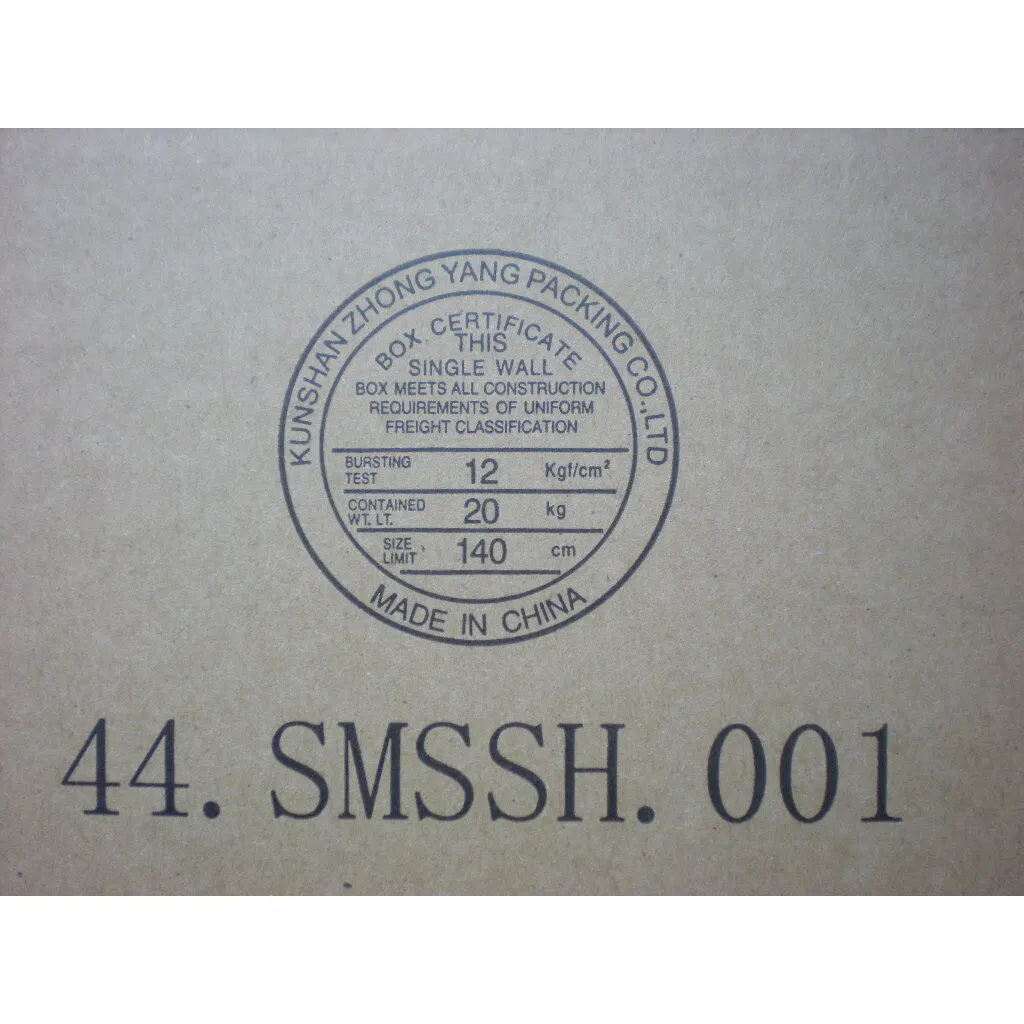 KUNSHAN ZHONG YANG PACKING CO.,LTD
BOX CERTIFICATE
THIS
SINGLE WALL
BOX MEETS ALL CONSTRUCTION
REQUIREMENTS OF UNIFORM
FREIGHT CLASSIFICATION
BURSTING TEST 12 Kgf/cm²
CONTAINED WT. LT. 20 kg
SIZE LIMIT 140 cm
MADE IN CHINA
44. SMSSH. 001